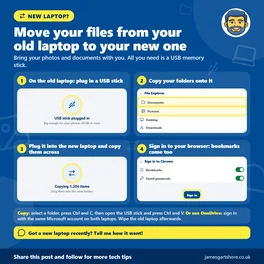 NEW LAPTOP?
Move your files from your
old laptop to your new one
Bring your photos and documents with you. All you need is a USB memory
stick.
1 On the old laptop: plug in a USB stick
USB stick plugged in
2 Copy your folders onto it
File Explorer
Documents
Pictures
Desktop
Downloads
3 Plug it into the new laptop and copy
them across
Copying 1,204 items
4 Sign in to your browser: bookmarks
come too
Sign in to Chrome
Bookmarks
Saved passwords
Sign in
Copy: select a folder, press Ctrl and C, then open the USB stick and press Ctrl and V. Or use OneDrive: sign in
with the same Microsoft account on both laptops. Wipe the old laptop afterwards.
Got a new laptop recently? Tell me how it went!
Share this post and follow for more tech tips
jamesgartshore.co.uk